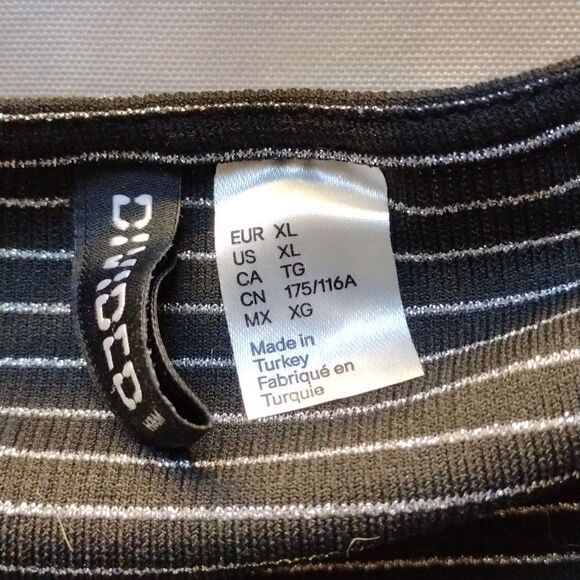 DIVIDED
H&M
EUR XL
US XL
CA TG
CN 175/116A
MX XG
Made in
Turkey
Fabriqué en
Turquie